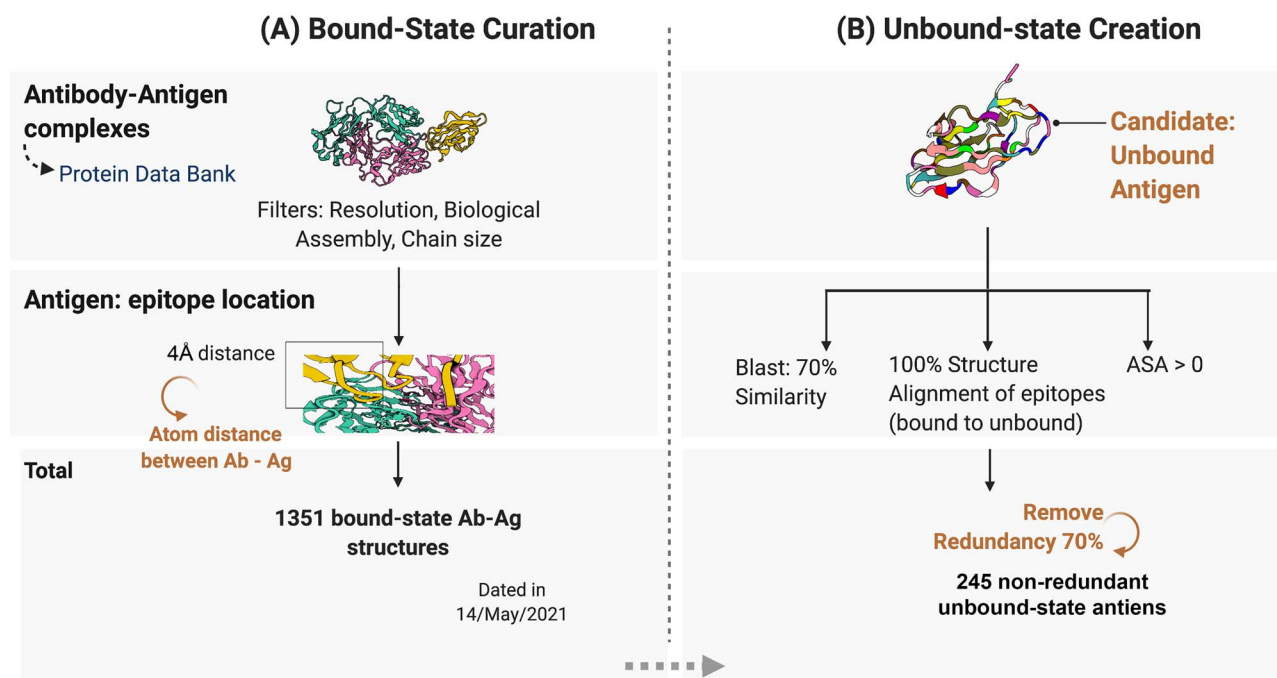 (A) Bound-State Curation
Antibody-Antigen
complexes
Protein Data Bank
Filters: Resolution, Biological
Assembly, Chain size
Antigen: epitope location
4Å distance
Atom distance
between Ab - Ag
Total
1351 bound-state Ab-Ag
structures
Dated in
14/May/2021
(B) Unbound-state Creation
Candidate:
Unbound
Antigen
Blast: 70%
Similarity
100% Structure
Alignment of epitopes
(bound to unbound)
ASA > 0
Remove
Redundancy 70%
245 non-redundant
unbound-state antiens